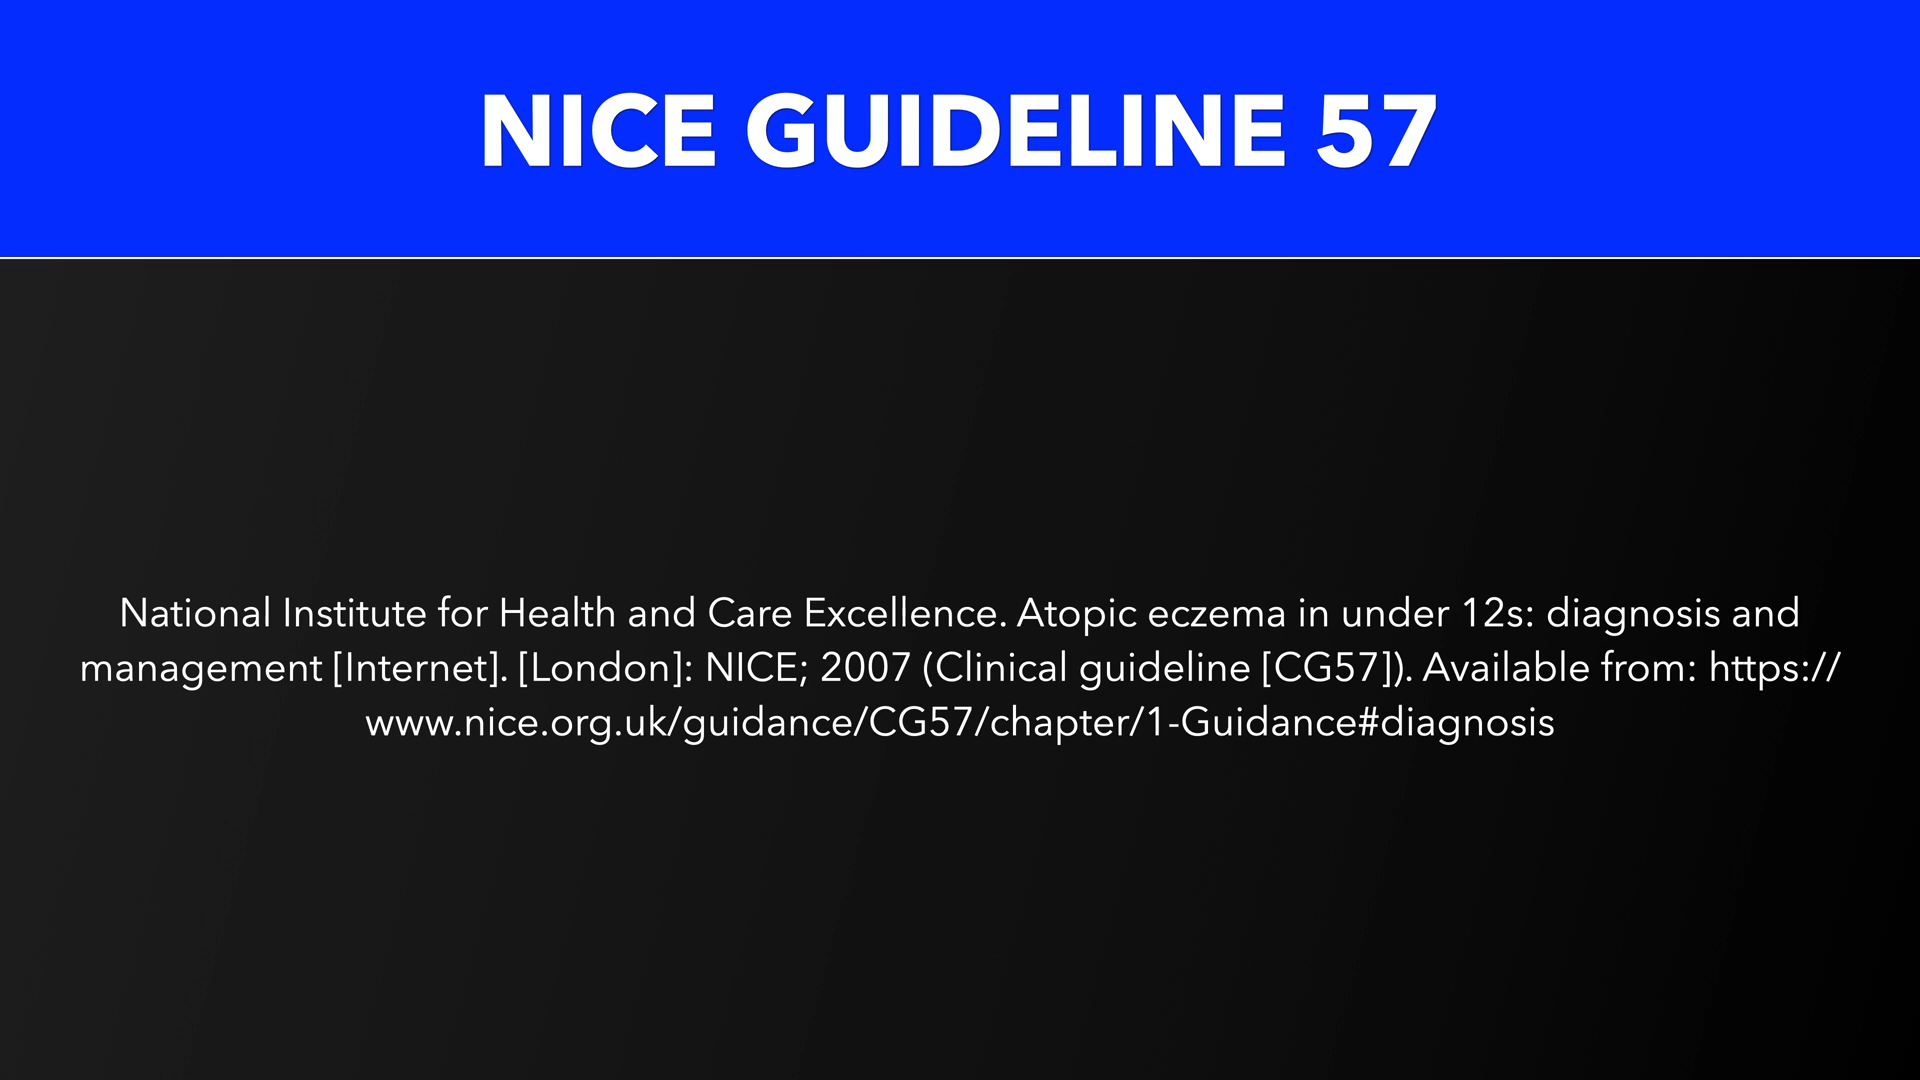 NICE GUIDELINE 57
National Institute for Health and Care Excellence. Atopic eczema in under 12s: diagnosis and
management [Internet]. [London]: NICE; 2007 (Clinical guideline [CG57]). Available from: https://
www.nice.org.uk/guidance/CG57/chapter/1-Guidance#diagnosis